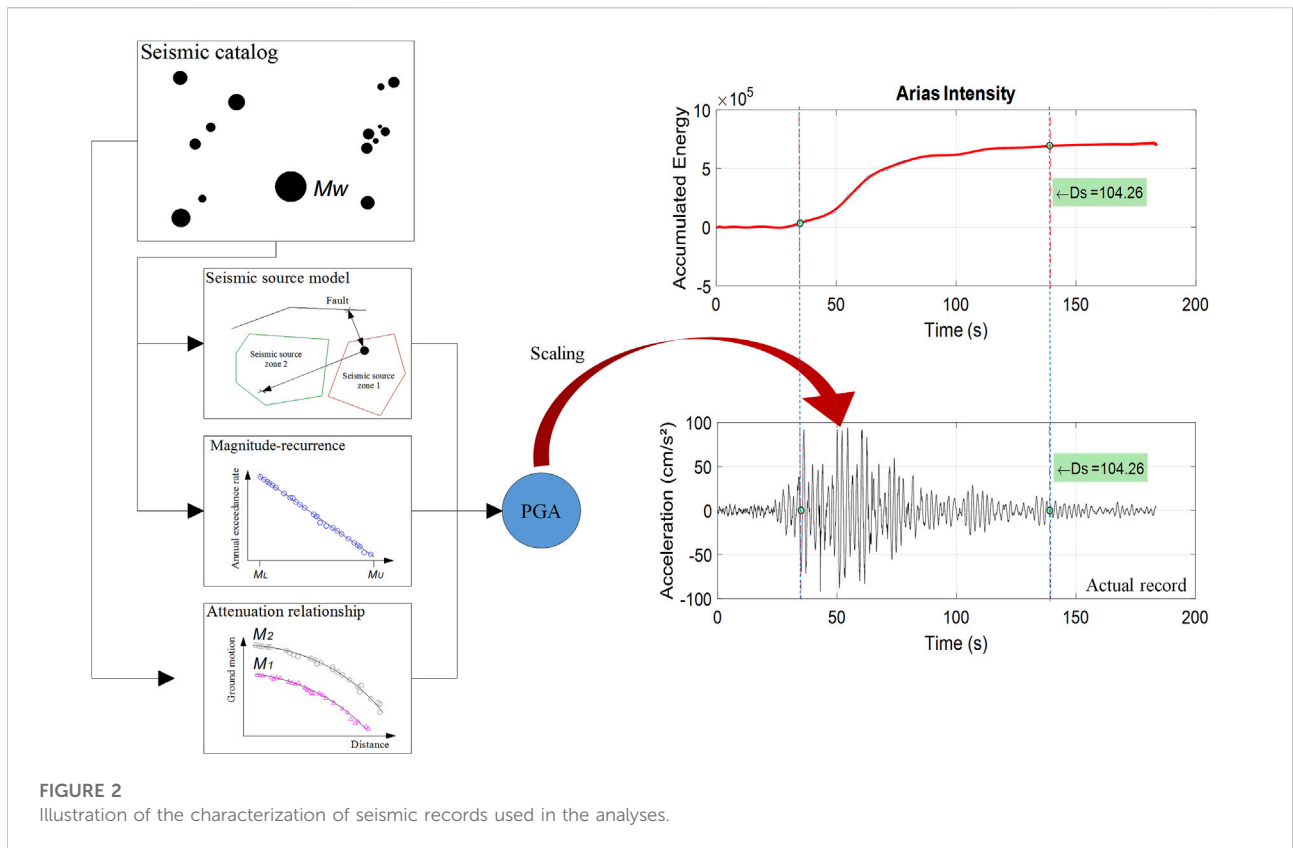 Seismic catalog
Mw
Seismic source model
Fault
Seismic source
zone 2
Seismic source
zone 1
Magnitude-recurrence
Annual exceedance rate
ML
MU
Attenuation relationship
M2
M1
Ground motion
Distance
PGA
Scaling
Arias Intensity
×10⁵
Accumulated Energy
10
5
0
-5
←Ds =104.26
0 50 100 150 200
Time (s)
Acceleration (cm/s²)
100
50
0
-50
-100
←Ds =104.26
Actual record
0 50 100 150 200
Time (s)
FIGURE 2
Illustration of the characterization of seismic records used in the analyses.